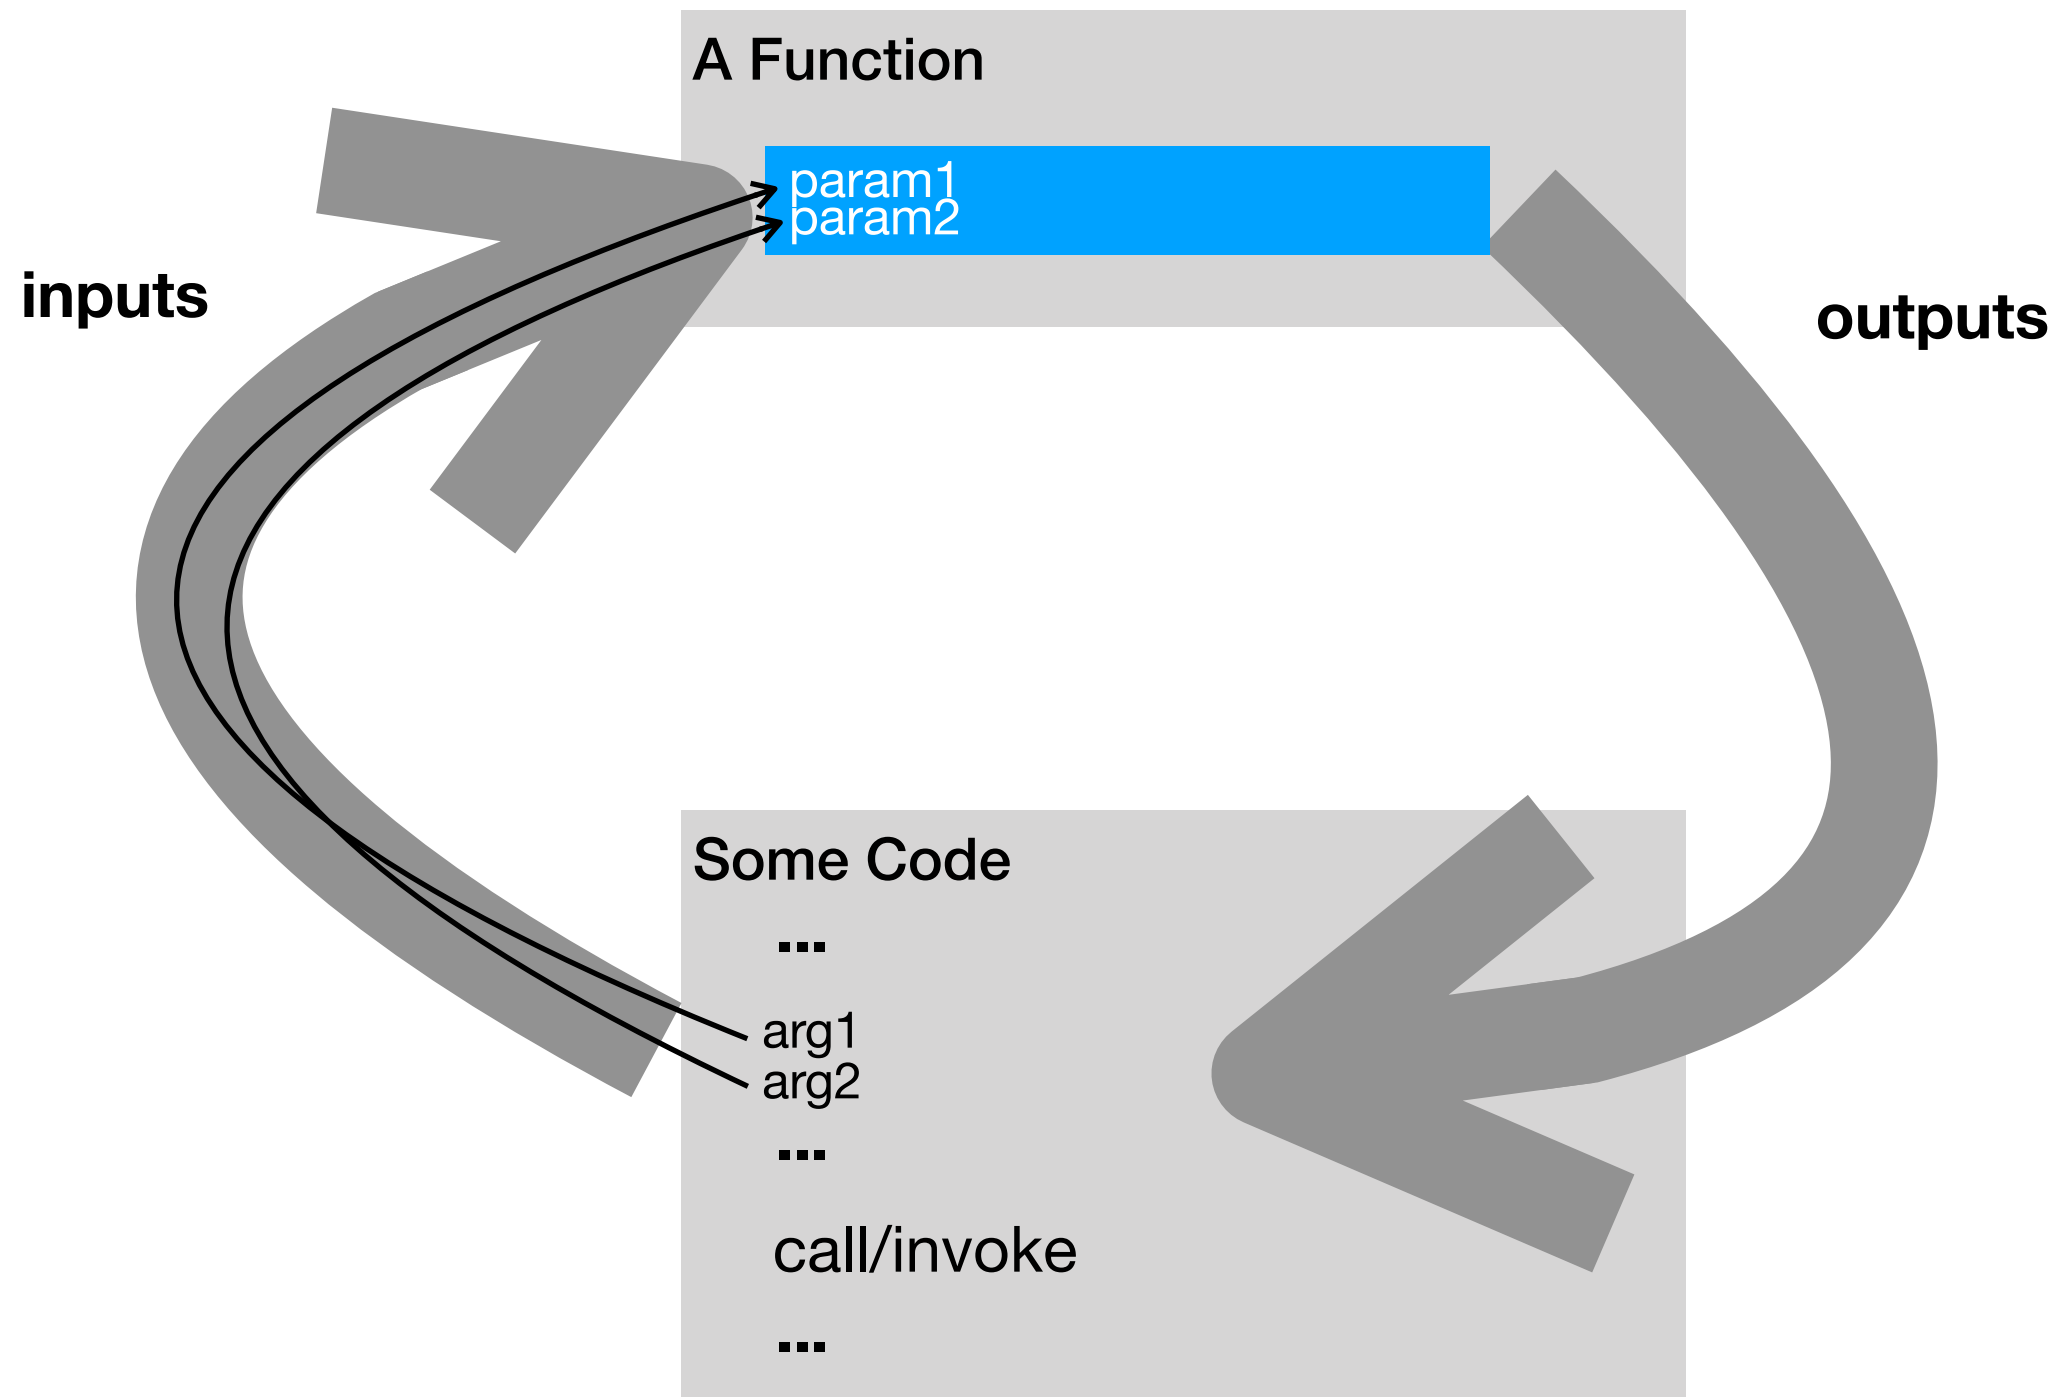 A Function
param1
param2
inputs
outputs
Some Code
...
arg1
arg2
...
call/invoke
...